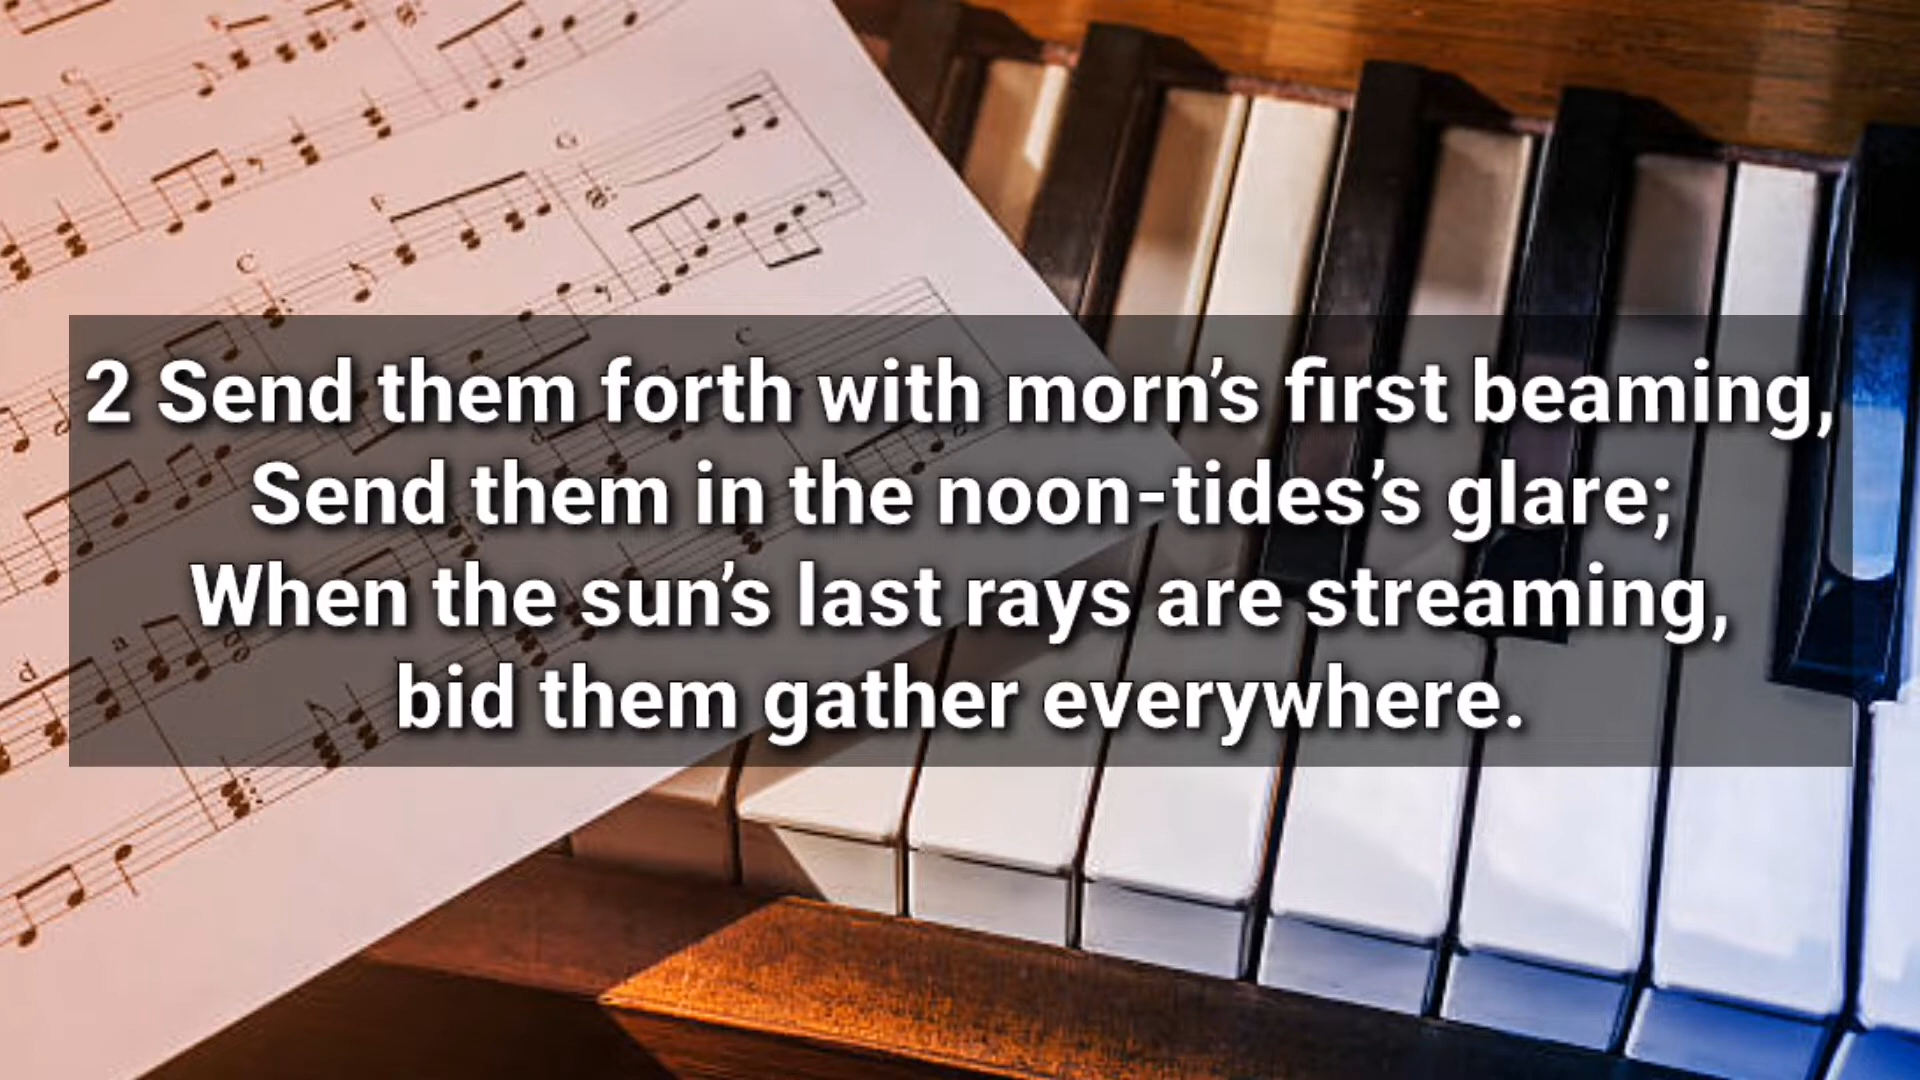 2 Send them forth with morn’s first beaming,
Send them in the noon-tides’s glare;
When the sun’s last rays are streaming,
bid them gather everywhere.